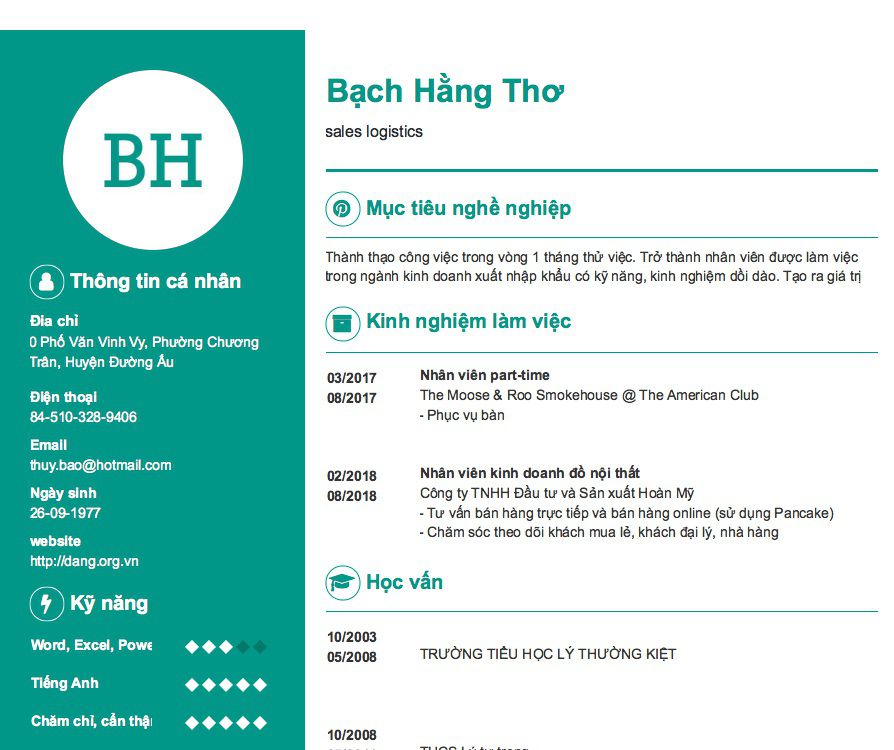 BH
Thông tin cá nhân
Địa chỉ
0 Phố Văn Vinh Vy, Phường Chương
Trân, Huyện Đường Ấu
Điện thoại
84-510-328-9406
Email
thuy.bao@hotmail.com
Ngày sinh
26-09-1977
website
http://dang.org.vn
Kỹ năng
Word, Excel, Powe
Tiếng Anh
Chăm chỉ, cẩn thận
Bạch Hằng Thơ
sales logistics
Mục tiêu nghề nghiệp
Thành thạo công việc trong vòng 1 tháng thử việc. Trở thành nhân viên được làm việc
trong ngành kinh doanh xuất nhập khẩu có kỹ năng, kinh nghiệm dồi dào. Tạo ra giá trị
Kinh nghiệm làm việc
03/2017
08/2017
Nhân viên part-time
The Moose & Roo Smokehouse @ The American Club
- Phục vụ bàn
02/2018
08/2018
Nhân viên kinh doanh đồ nội thất
Công ty TNHH Đầu tư và Sản xuất Hoàn Mỹ
- Tư vấn bán hàng trực tiếp và bán hàng online (sử dụng Pancake)
- Chăm sóc theo dõi khách mua lẻ, khách đại lý, nhà hàng
Học vấn
10/2003
05/2008
TRƯỜNG TIỂU HỌC LÝ THƯỜNG KIỆT
10/2008